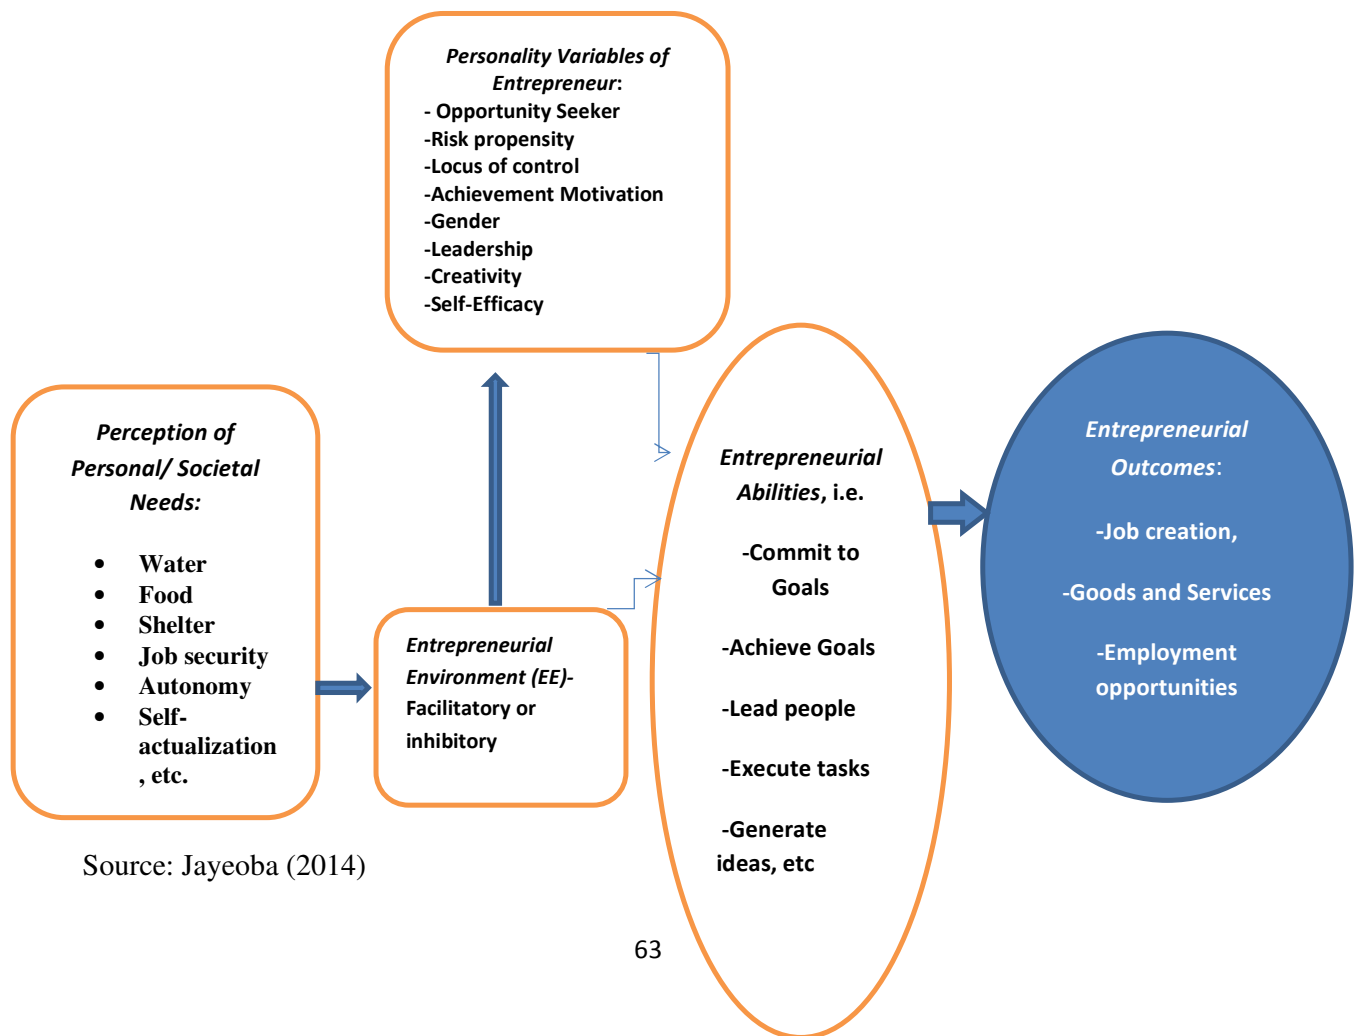 Personality Variables of
Entrepreneur:
- Opportunity Seeker
-Risk propensity
-Locus of control
-Achievement Motivation
-Gender
-Leadership
-Creativity
-Self-Efficacy
Perception of
Personal/ Societal
Needs:
• Water
• Food
• Shelter
• Job security
• Autonomy
• Self-
actualization
, etc.
Entrepreneurial
Environment (EE)-
Facilitatory or
inhibitory
Entrepreneurial
Abilities, i.e.
-Commit to
Goals
-Achieve Goals
-Lead people
-Execute tasks
-Generate
ideas, etc
Entrepreneurial
Outcomes:
-Job creation,
-Goods and Services
-Employment
opportunities
Source: Jayeoba (2014)
63